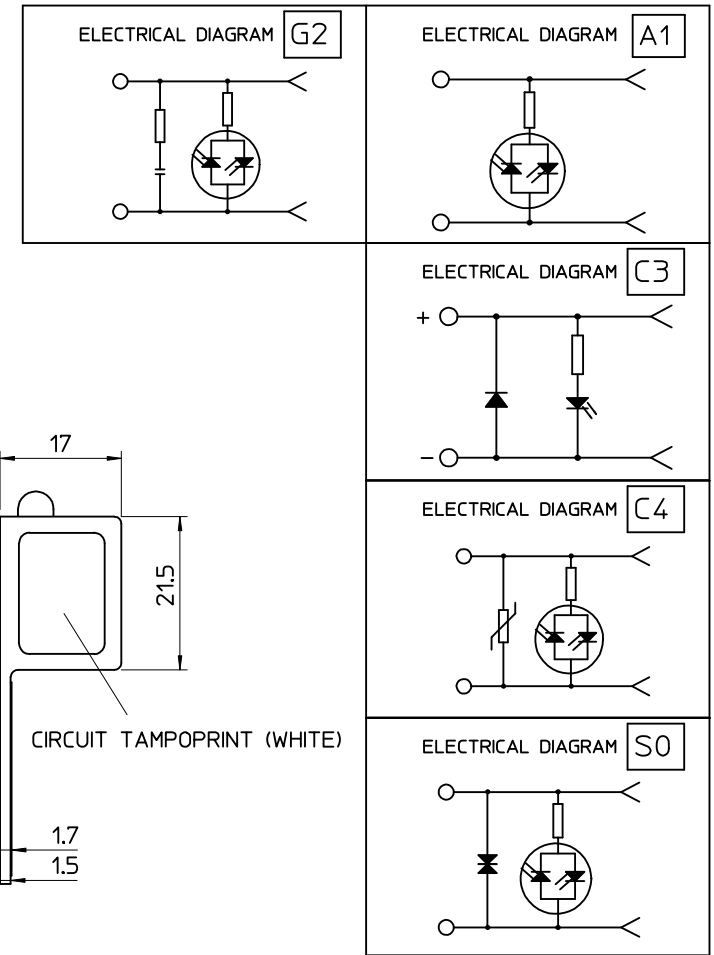 ELECTRICAL DIAGRAM G2
ELECTRICAL DIAGRAM A1
ELECTRICAL DIAGRAM C3
+
−
17
21.5
ELECTRICAL DIAGRAM C4
CIRCUIT TAMPOPRINT (WHITE)
ELECTRICAL DIAGRAM S0
1.7
1.5